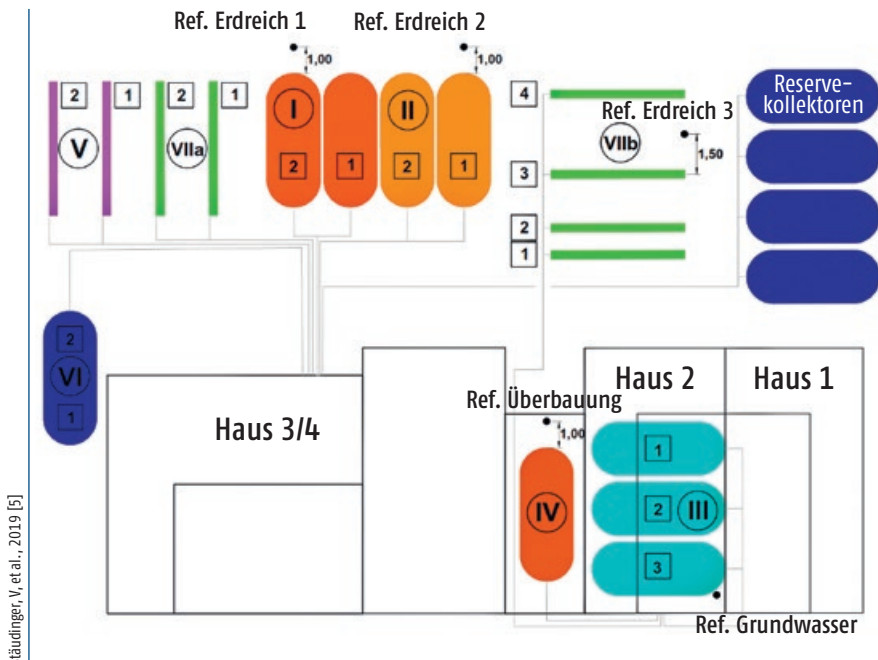 Ref. Erdreich 1
Ref. Erdreich 2
1,00
1,00
2
1
2
1
4
Reserve-
kollektoren
I
II
Ref. Erdreich 3
V
VIIa
VIIb
1,50
2
1
2
1
3
2
1
2
VI
1
Haus 3/4
Haus 2
Haus 1
Ref. Überbauung
1,00
1
IV
2
III
3
Ref. Grundwasser
täudinger, V, et al., 2019 [5]